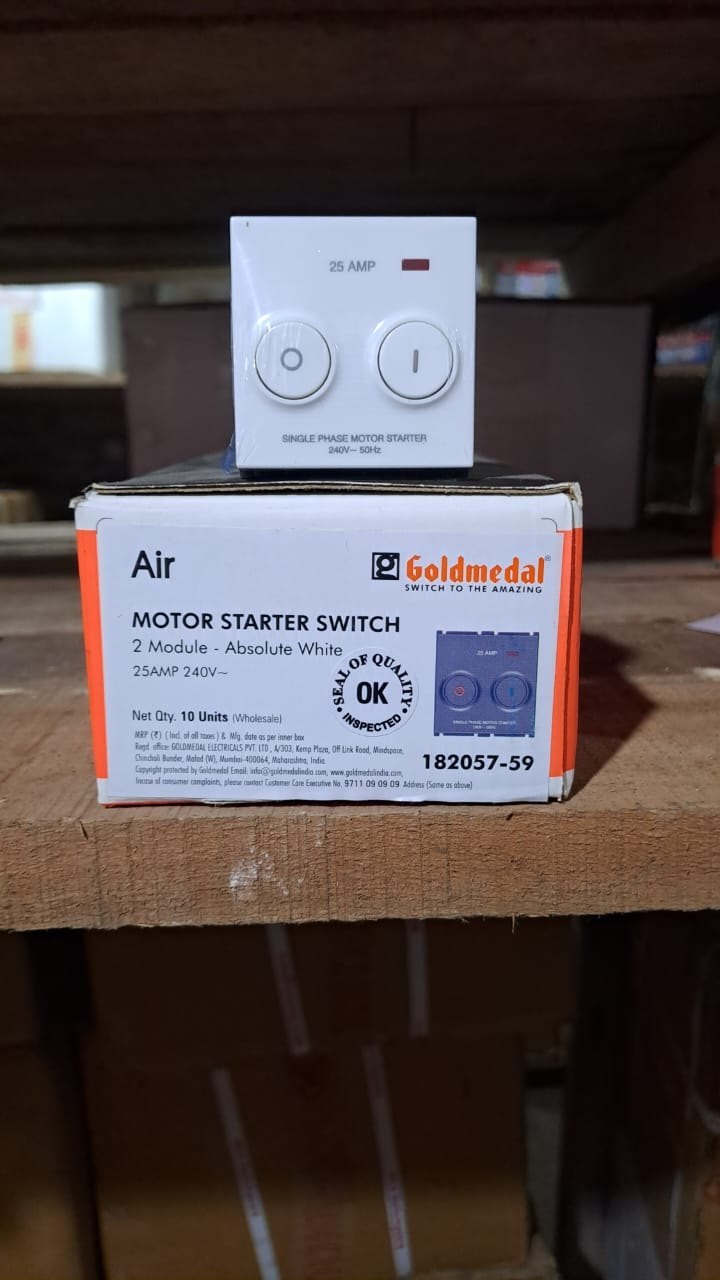 25 AMP
O
I
SINGLE PHASE MOTOR STARTER
240V~ 50Hz
Air
g Goldmedal®
SWITCH TO THE AMAZING
MOTOR STARTER SWITCH
2 Module - Absolute White
25AMP 240V~
SEAL OF QUALITY
OK
INSPECTED
25 AMP
SINGLE PHASE MOTOR STARTER
240V~ 50Hz
Net Qty. 10 Units (Wholesale)
182057-59
MRP (₹) ( Incl. of all taxes ) & Mfg. date as per inner box
Regd. office: GOLDMEDAL ELECTRICALS PVT. LTD., A/303, Kemp Plaza, Off Link Road, Mindspace,
Chincholi Bunder, Malad (W), Mumbai-400064, Maharashtra, India.
Copyright protected by Goldmedal Email: info@goldmedalindia.com, www.goldmedalindia.com,
Incase of consumer complaints, please contact Customer Care Executive No. 9711 09 09 09 Address (Same as above)